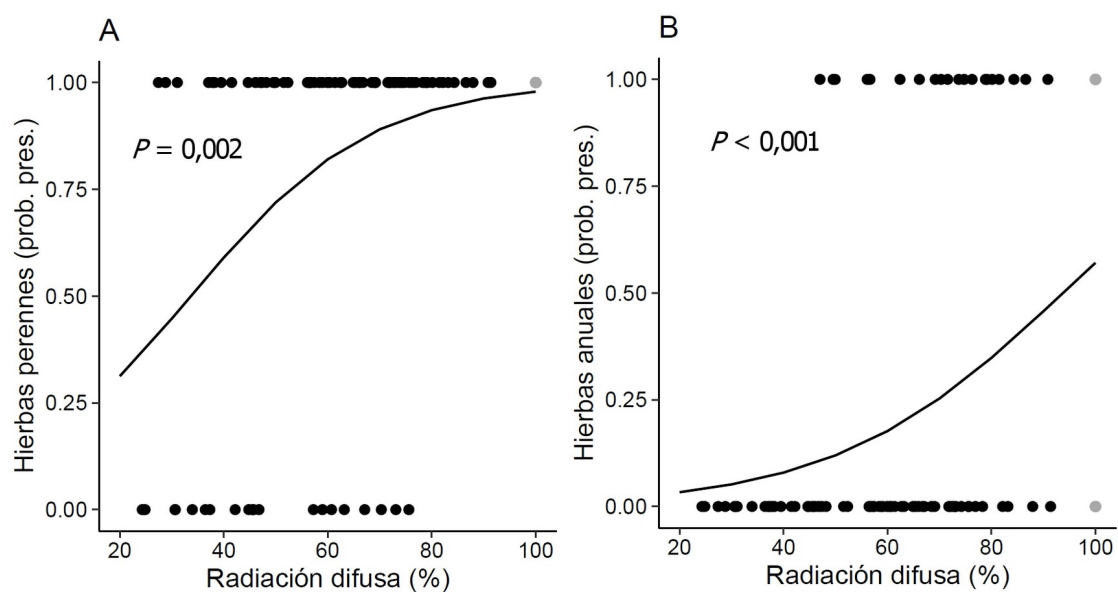 A
Hierbas perennes (prob. pres.)
1.00
0.75
0.50
0.25
0.00
P = 0,002
20 40 60 80 100
Radiación difusa (%)
B
Hierbas anuales (prob. pres.)
1.00
0.75
0.50
0.25
0.00
P < 0,001
20 40 60 80 100
Radiación difusa (%)